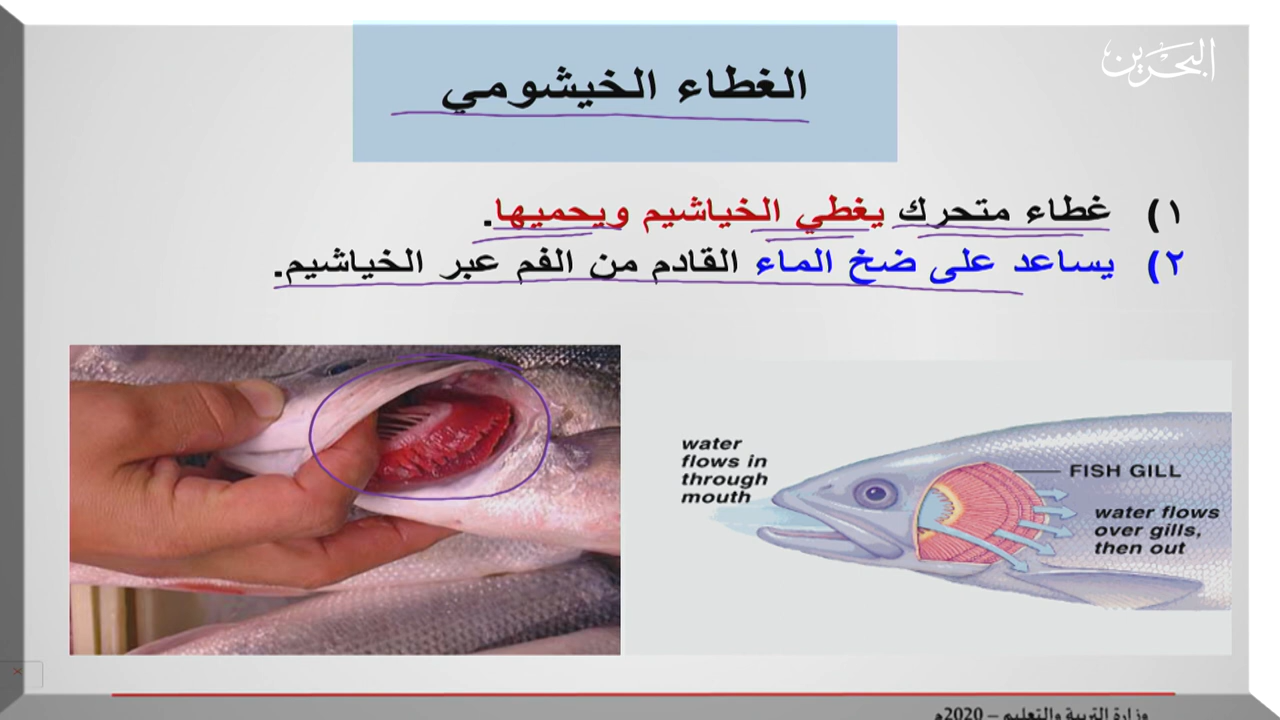 البحرين
الغطاء الخيشومي
١) غطاء متحرك يغطي الخياشيم ويحميها.
٢) يساعد على ضخ الماء القادم من الفم عبر الخياشيم.
water
flows in
through
mouth
FISH GILL
water flows
over gills,
then out
وزارة التربية والتعليم – 2020م